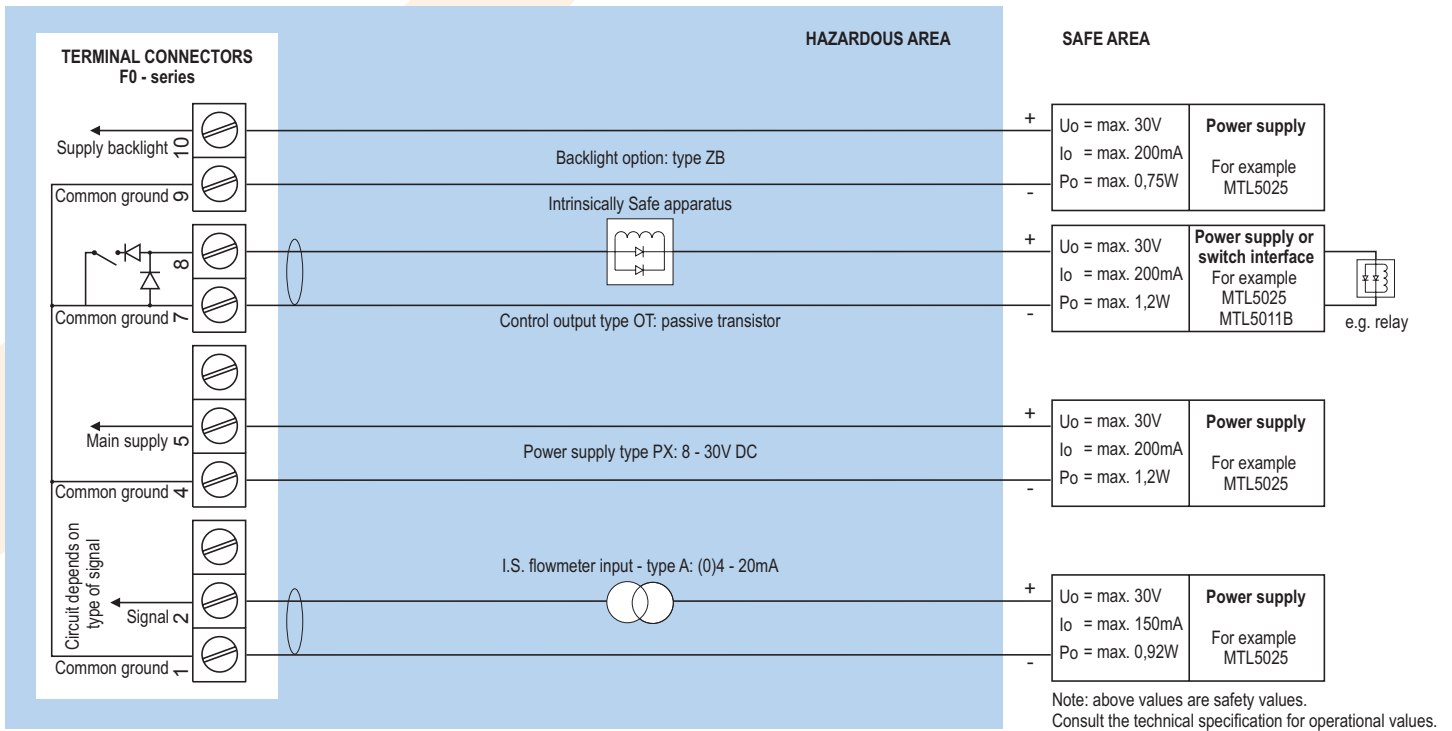 HAZARDOUS AREA
SAFE AREA
TERMINAL CONNECTORS
F0 - series
Supply backlight
10
Common ground
9
Backlight option: type ZB
+
-
Uo = max. 30V
Io = max. 200mA
Po = max. 0,75W
Power supply
For example
MTL5025
Intrinsically Safe apparatus
8
Common ground
7
Control output type OT: passive transistor
+
-
Uo = max. 30V
Io = max. 200mA
Po = max. 1,2W
Power supply or
switch interface
For example
MTL5025
MTL5011B
e.g. relay
Main supply
5
Common ground
4
Power supply type PX: 8 - 30V DC
+
-
Uo = max. 30V
Io = max. 200mA
Po = max. 1,2W
Power supply
For example
MTL5025
Circuit depends on
type of signal
Signal
2
Common ground
1
I.S. flowmeter input - type A: (0)4 - 20mA
+
-
Uo = max. 30V
Io = max. 150mA
Po = max. 0,92W
Power supply
For example
MTL5025
Note: above values are safety values.
Consult the technical specification for operational values.